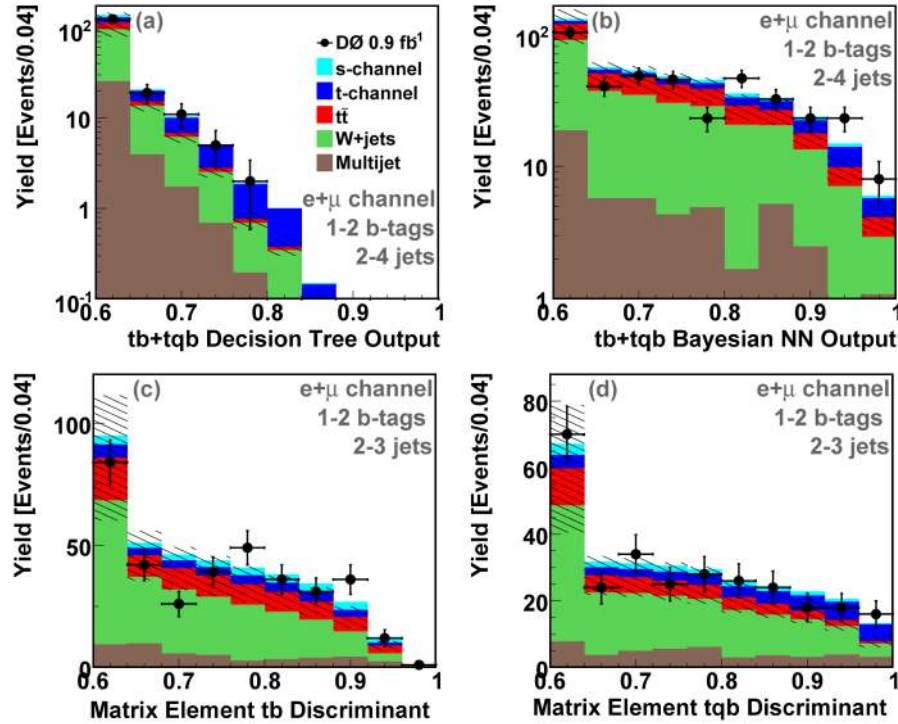 Yield [Events/0.04]
10²
10
1
10⁻¹
(a)
DØ 0.9 fb¹
s-channel
t-channel
tt̄
W+jets
Multijet
e+μ channel
1-2 b-tags
2-4 jets
0.6 0.7 0.8 0.9 1
tb+tqb Decision Tree Output
Yield [Events/0.04]
10²
10
1
(b)
e+μ channel
1-2 b-tags
2-4 jets
0.6 0.7 0.8 0.9 1
tb+tqb Bayesian NN Output
Yield [Events/0.04]
100
50
0
(c)
e+μ channel
1-2 b-tags
2-3 jets
0.6 0.7 0.8 0.9 1
Matrix Element tb Discriminant
Yield [Events/0.04]
80
60
40
20
0
(d)
e+μ channel
1-2 b-tags
2-3 jets
0.6 0.7 0.8 0.9 1
Matrix Element tqb Discriminant